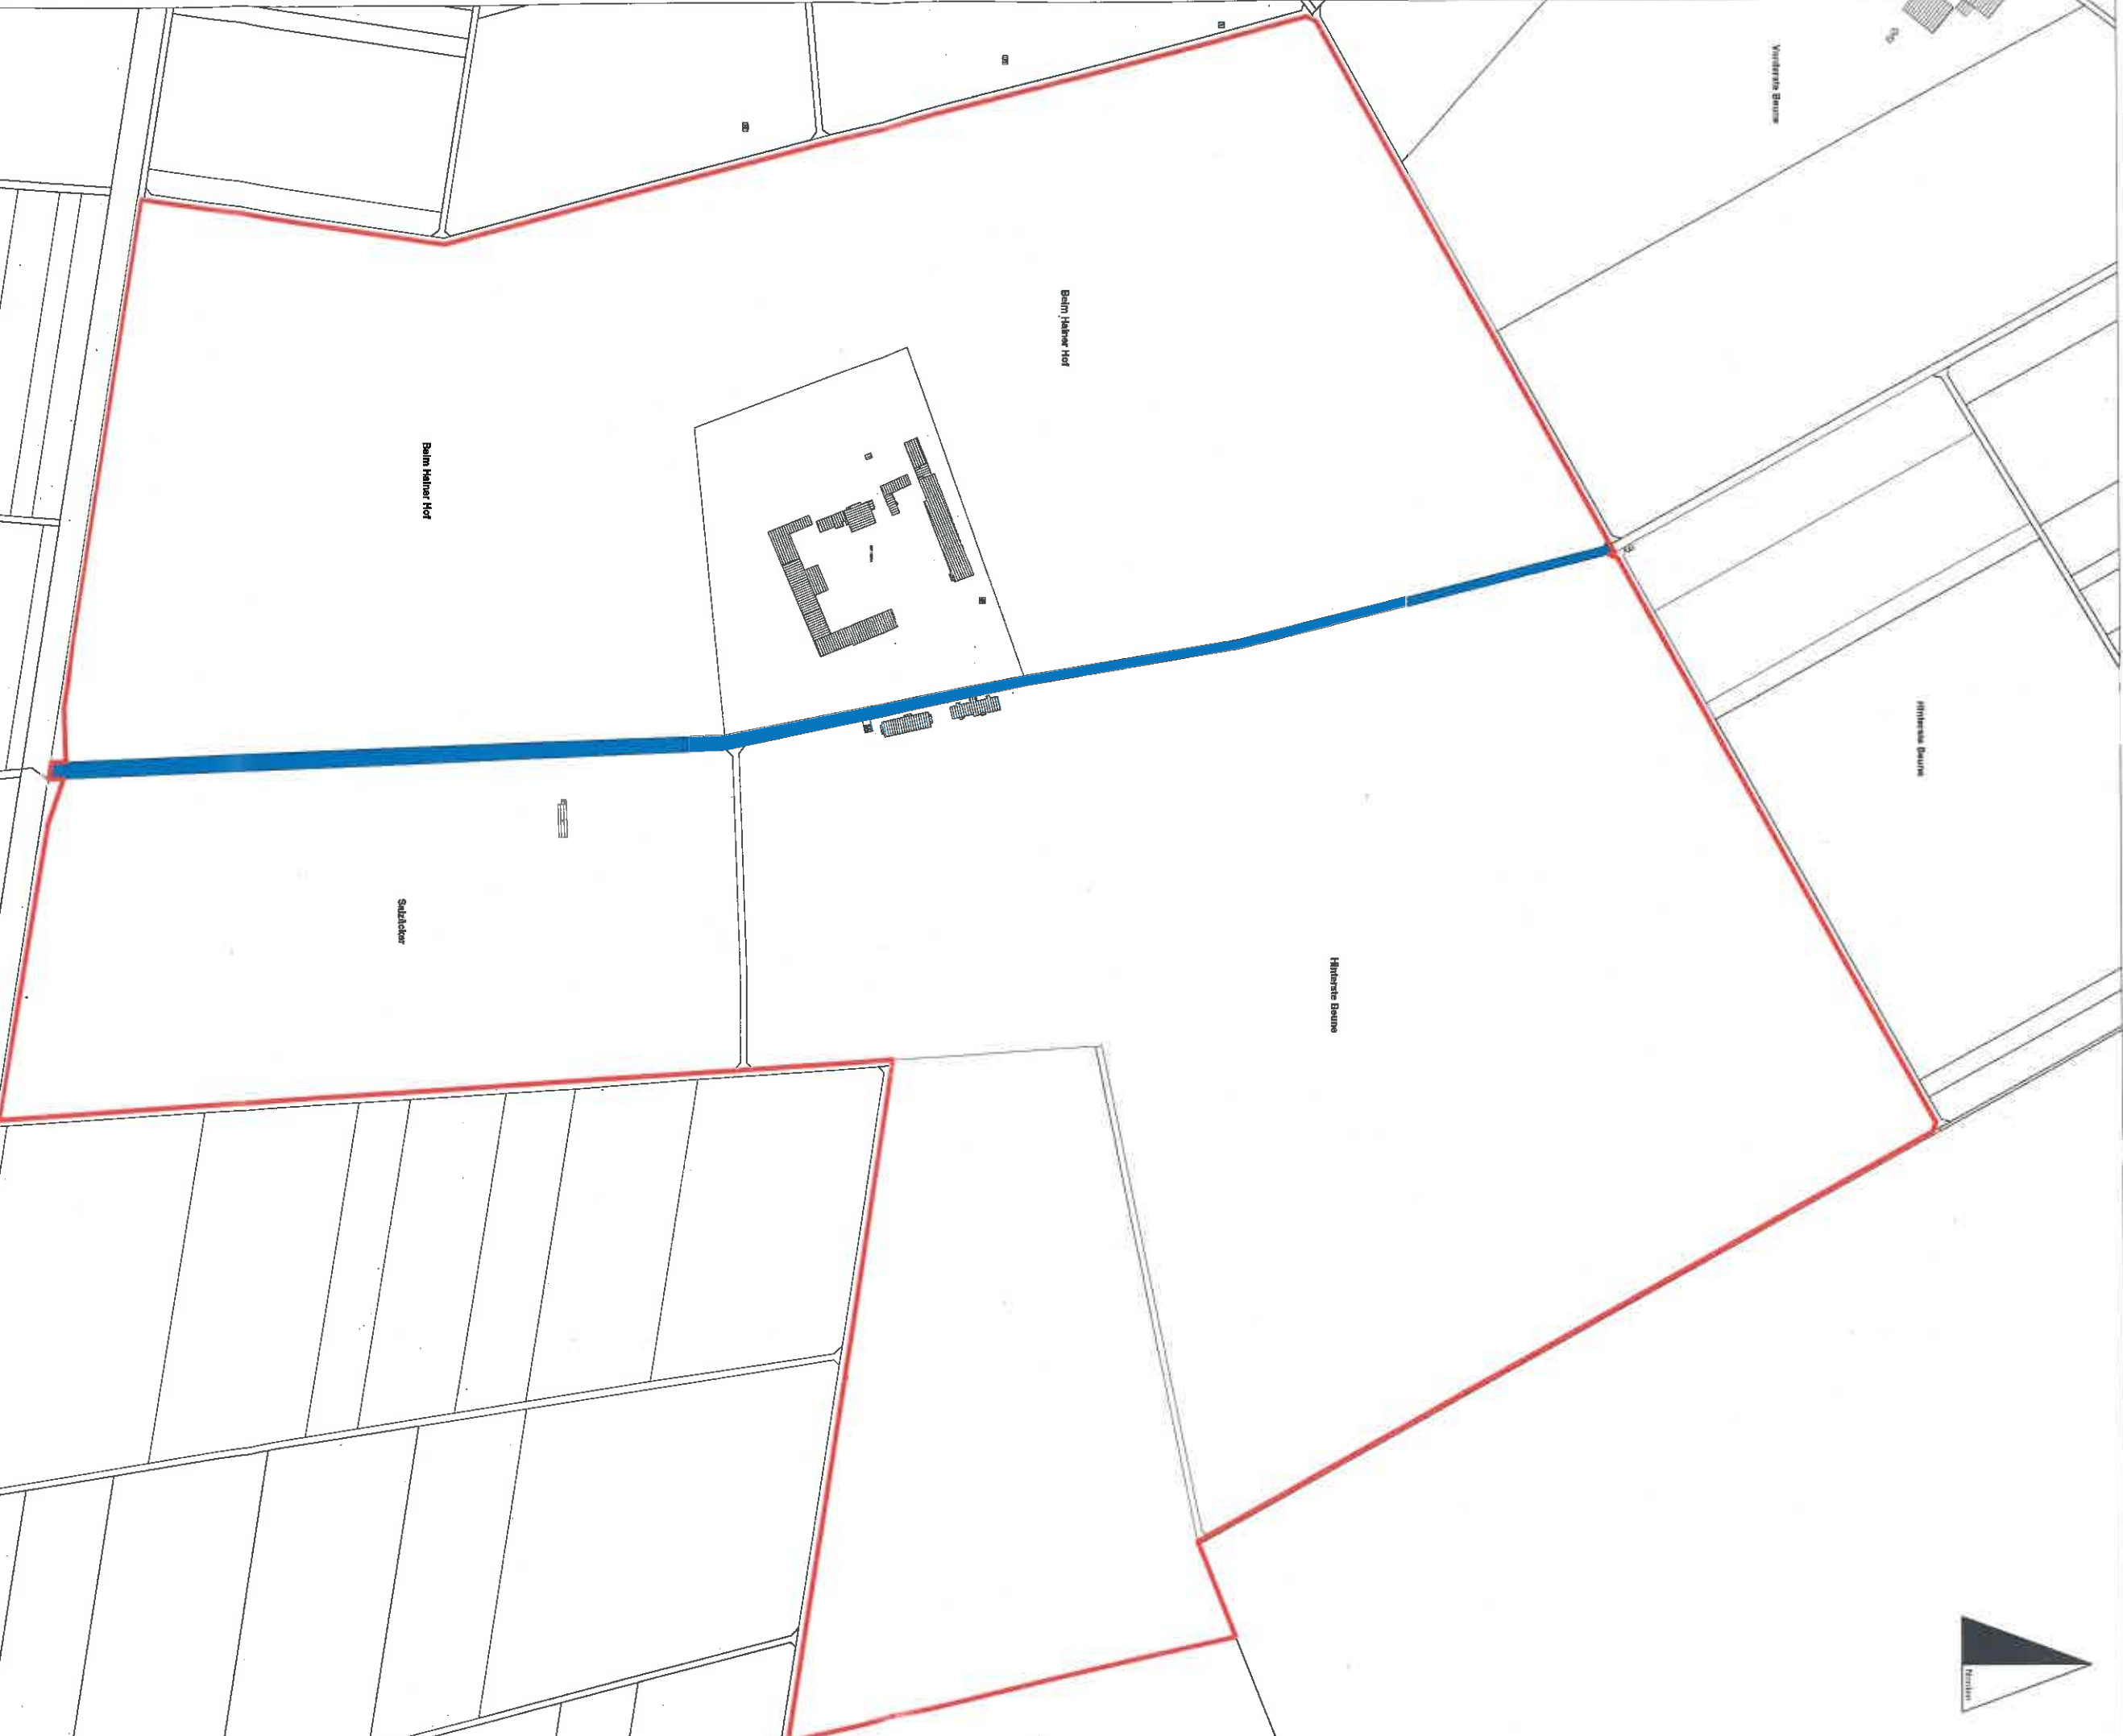 Vorderste Beune
Beim Hainer Hof
Beim Hainer Hof
Hinterste Beune
Salzäcker
Hinterste Beune
Norden